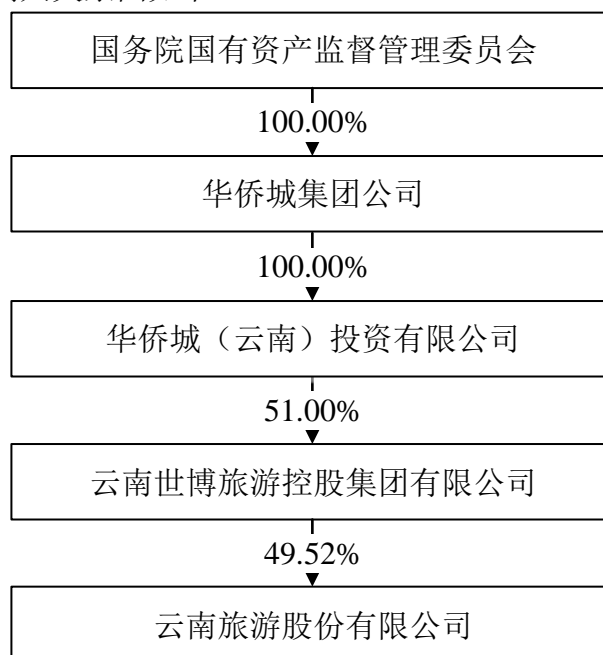 国务院国有资产监督管理委员会
100.00%
华侨城集团公司
100.00%
华侨城（云南）投资有限公司
51.00%
云南世博旅游控股集团有限公司
49.52%
云南旅游股份有限公司